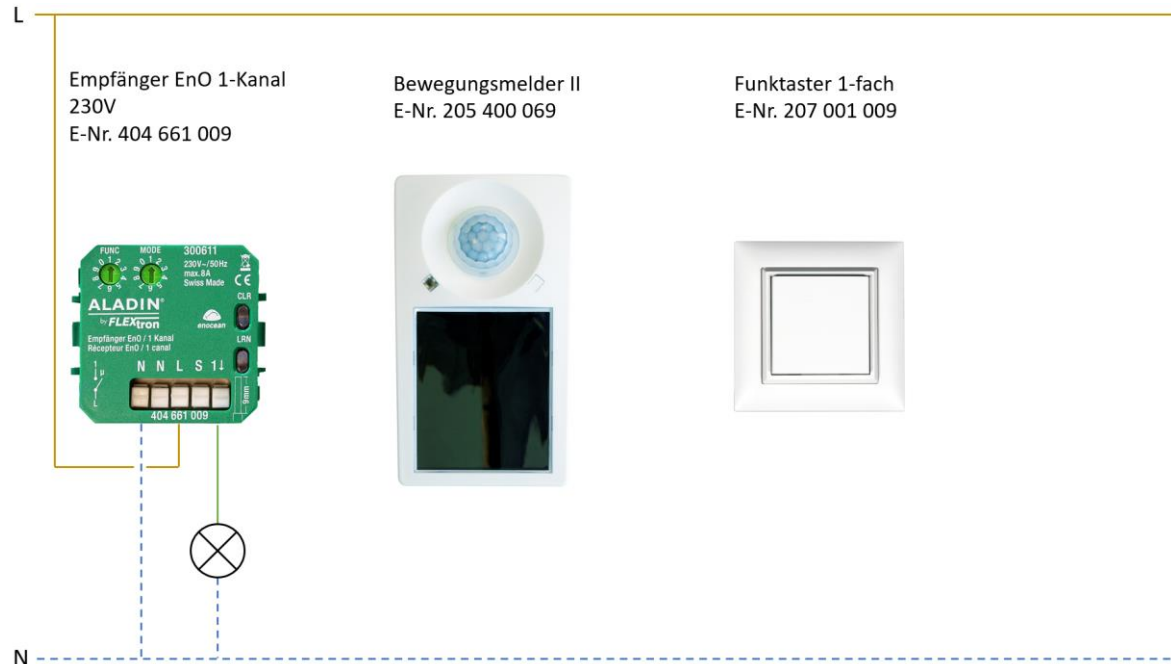 L
Empfänger EnO 1-Kanal
230V
E-Nr. 404 661 009
Bewegungsmelder II
E-Nr. 205 400 069
Funktaster 1-fach
E-Nr. 207 001 009
FUNC MODE 300611
230V~/50Hz
max. 8A
Swiss Made
CE
CLR
ALADIN®
by FLEXtron
enocean
LRN
Empfänger EnO / 1 Kanal
Récepteur EnO / 1 canal
1
µ
L
N N L S 1↓
9mm
404 661 009
N